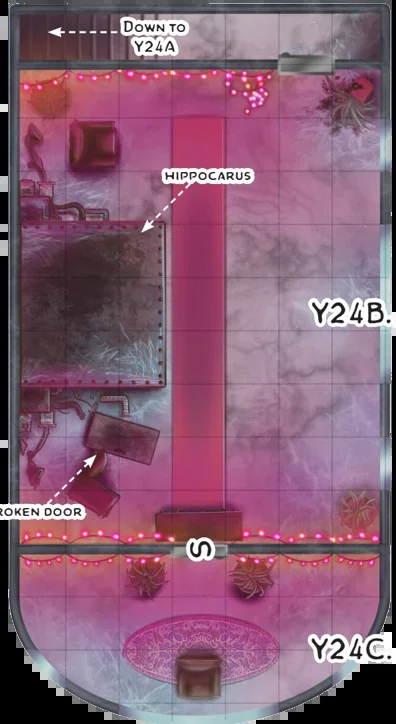 DOWN TO
Y24A
HIPPOCARUS
Y24B.
ROKEN DOOR
S
Y24C.